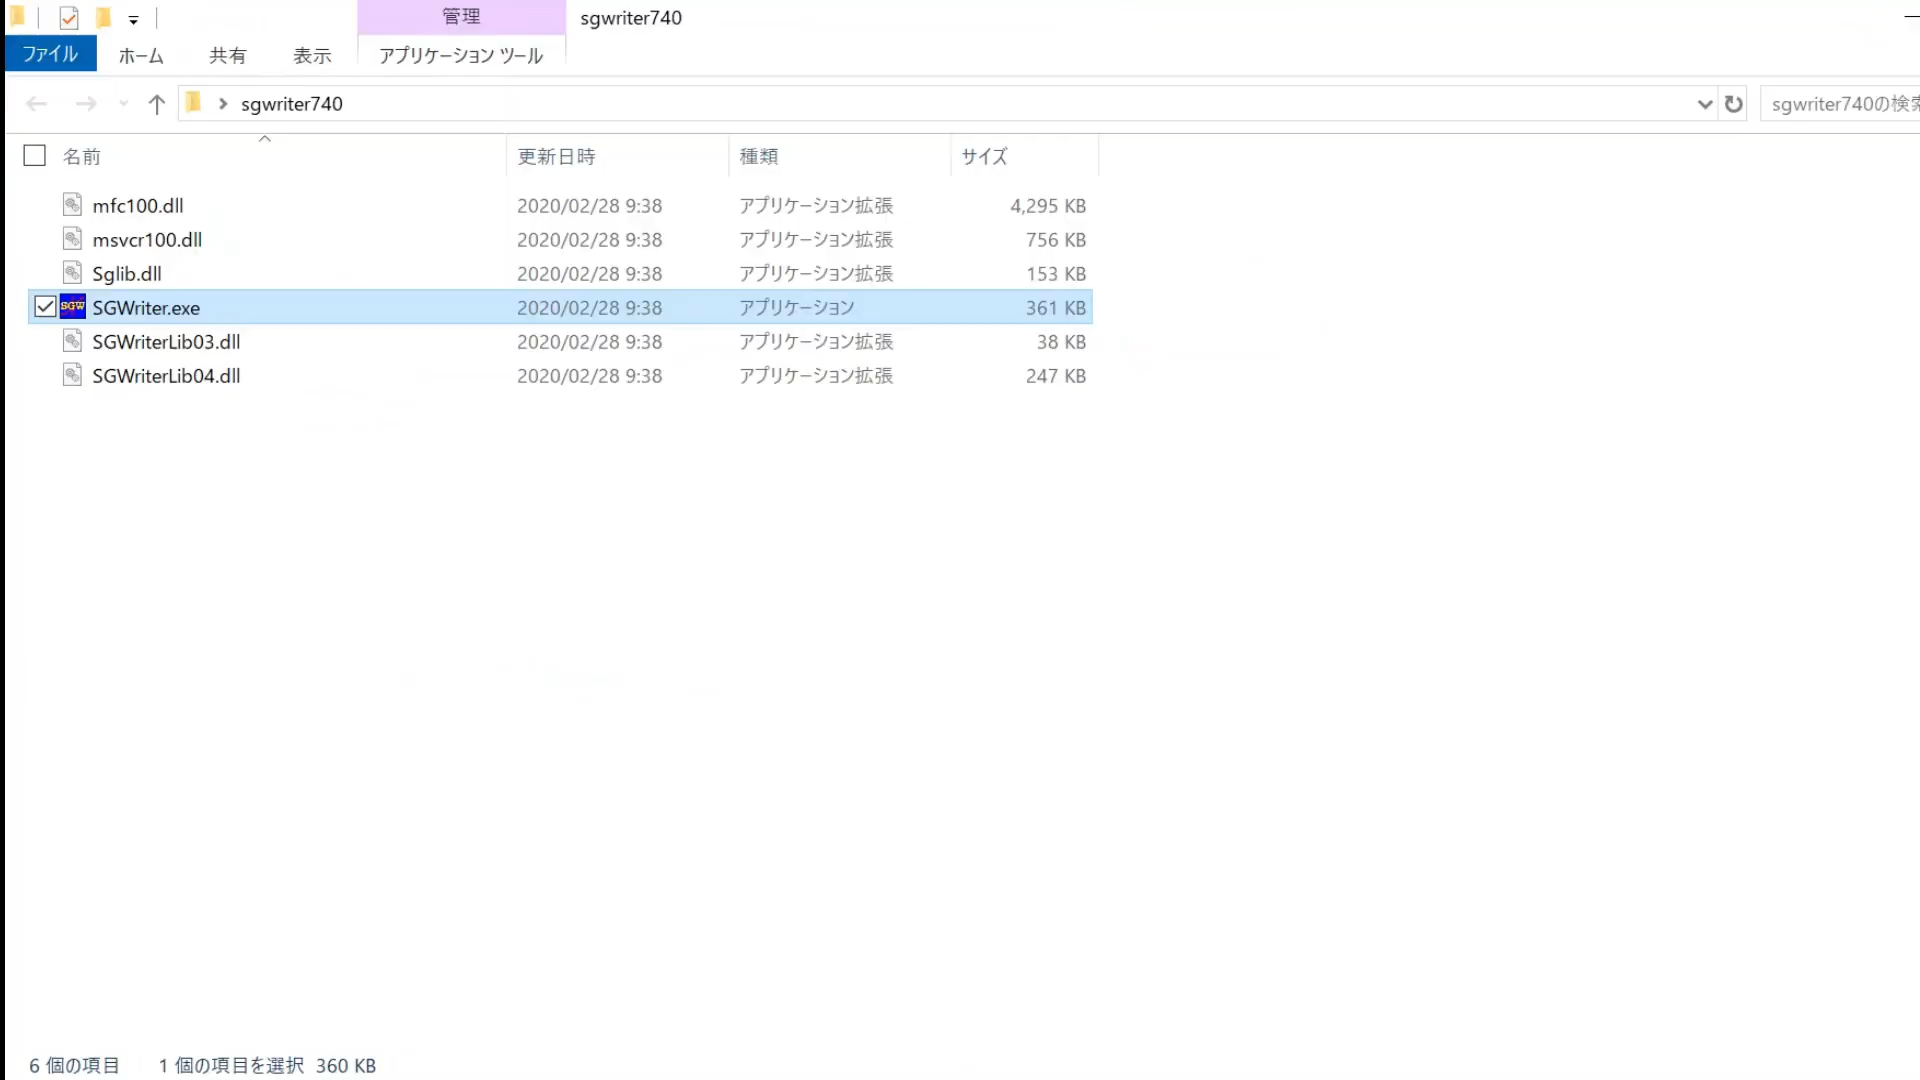 管理
sgwriter740
ファイル
ホーム
共有
表示
アプリケーション ツール
sgwriter740
sgwriter740の検索
名前 更新日時 種類 サイズ
mfc100.dll 2020/02/28 9:38 アプリケーション拡張 4,295 KB
msvcr100.dll 2020/02/28 9:38 アプリケーション拡張 756 KB
Sglib.dll 2020/02/28 9:38 アプリケーション拡張 153 KB
SGW SGWriter.exe 2020/02/28 9:38 アプリケーション 361 KB
SGWriterLib03.dll 2020/02/28 9:38 アプリケーション拡張 38 KB
SGWriterLib04.dll 2020/02/28 9:38 アプリケーション拡張 247 KB
6 個の項目 1 個の項目を選択 360 KB